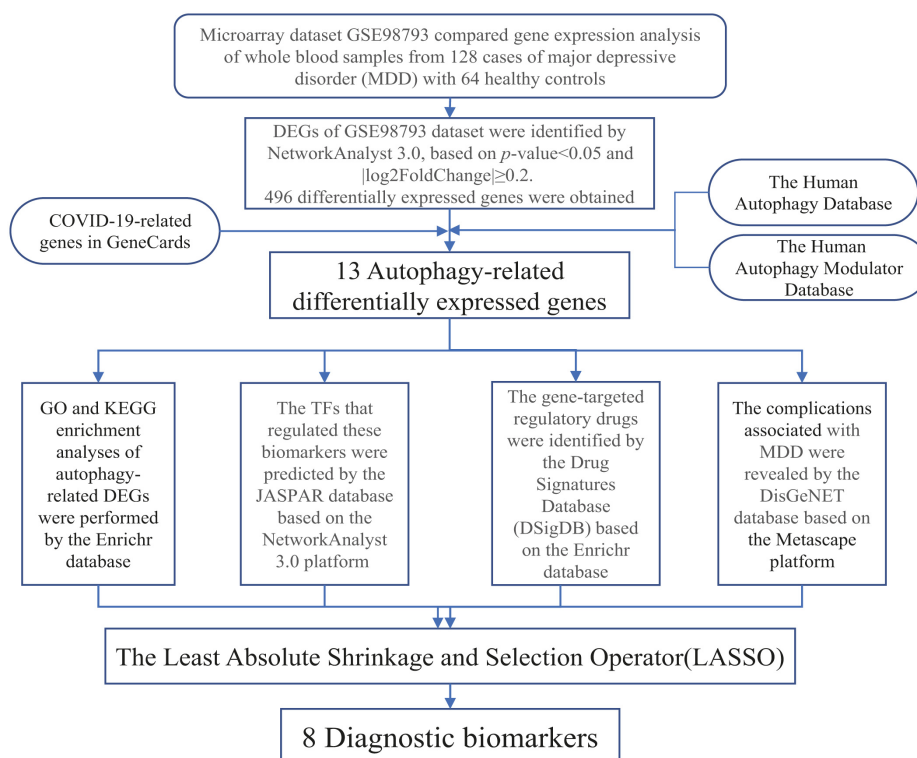 Microarray dataset GSE98793 compared gene expression analysis
of whole blood samples from 128 cases of major depressive
disorder (MDD) with 64 healthy controls
DEGs of GSE98793 dataset were identified by
NetworkAnalyst 3.0, based on p-value<0.05 and
|log2FoldChange|≥0.2.
496 differentially expressed genes were obtained
COVID-19-related
genes in GeneCards
The Human
Autophagy Database
The Human
Autophagy Modulator
Database
13 Autophagy-related
differentially expressed genes
GO and KEGG
enrichment
analyses of
autophagy-
related DEGs
were performed
by the Enrichr
database
The TFs that
regulated these
biomarkers were
predicted by the
JASPAR database
based on the
NetworkAnalyst
3.0 platform
The gene-targeted
regulatory drugs
were identified by
the Drug
Signatures
Database
(DSigDB) based
on the Enrichr
database
The complications
associated with
MDD were
revealed by the
DisGeNET
database based on
the Metascape
platform
The Least Absolute Shrinkage and Selection Operator(LASSO)
8 Diagnostic biomarkers